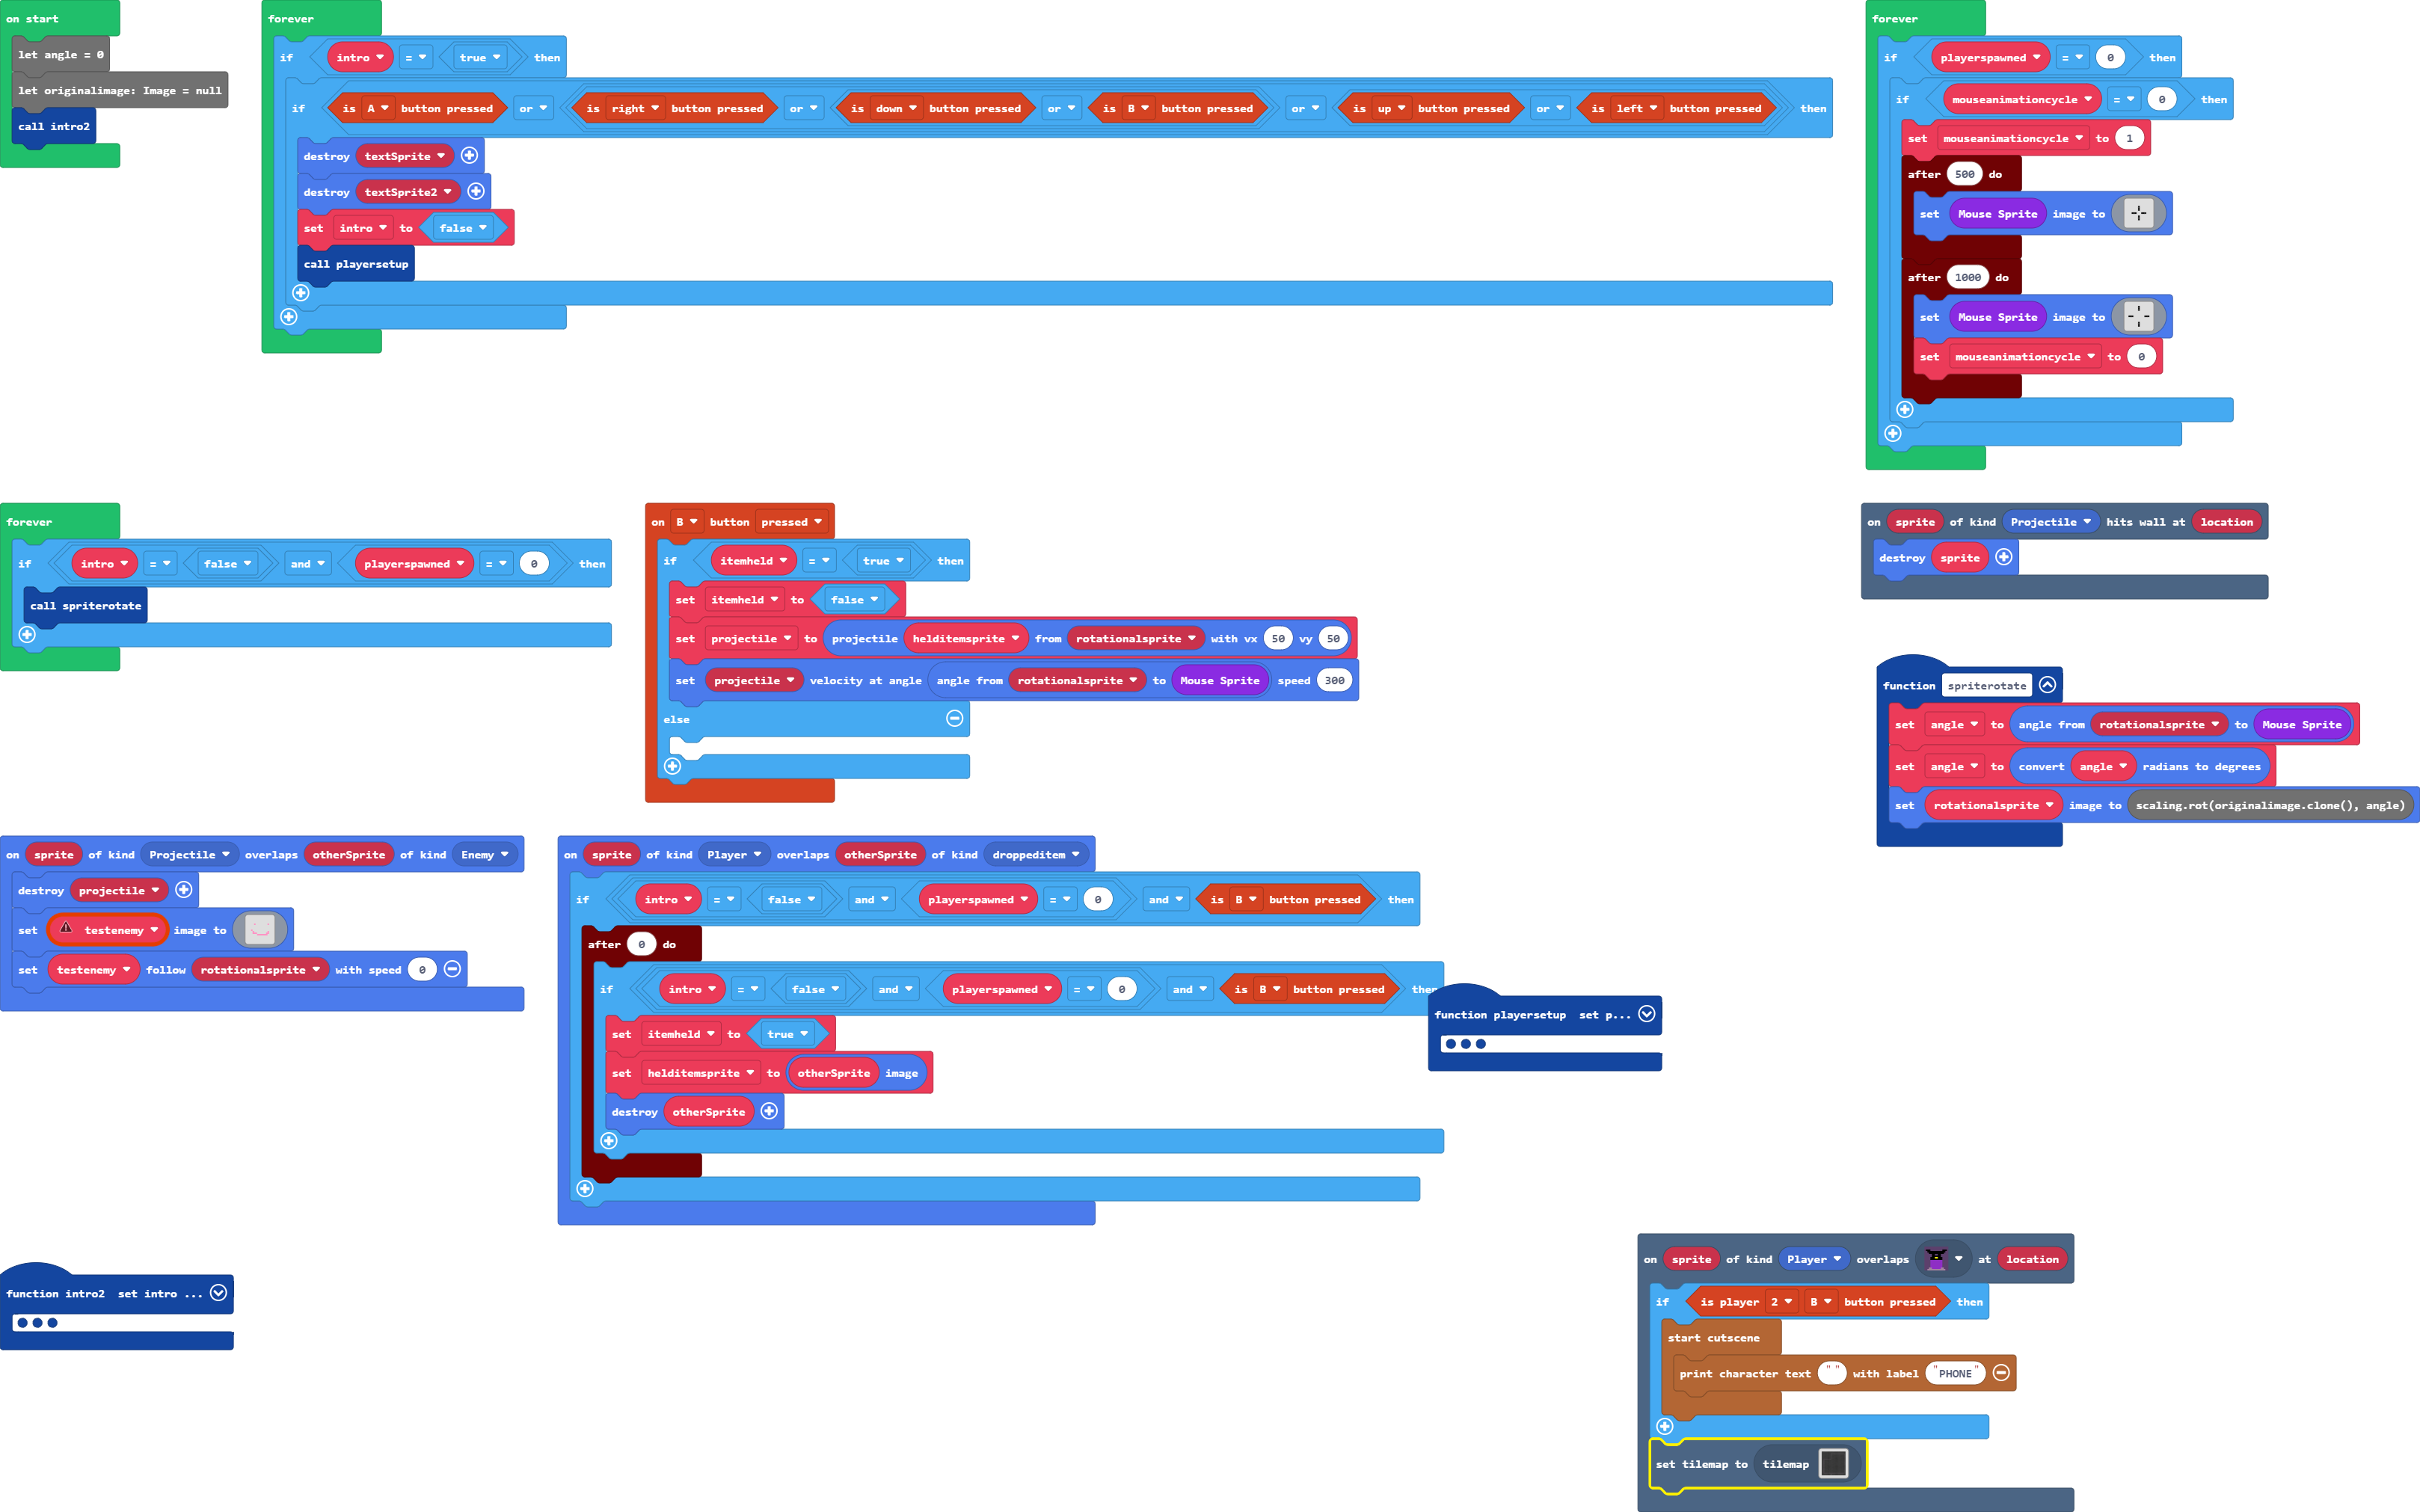 on start
let angle = 0
let originalimage: Image = null
call intro2
forever
if intro = true then
if is A button pressed or is right button pressed or is down button pressed or is B button pressed or is up button pressed or is left button pressed then
destroy textSprite
destroy textSprite2
set intro to false
call playersetup
forever
if playerspawned = 0 then
if mouseanimationcycle = 0 then
set mouseanimationcycle to 1
after 500 do
set Mouse Sprite image to
after 1000 do
set Mouse Sprite image to
set mouseanimationcycle to 0
forever
if intro = false and playerspawned = 0 then
call spriterotate
on B button pressed
if itemheld = true then
set itemheld to false
set projectile to projectile helditemsprite from rotationalsprite with vx 50 vy 50
set projectile velocity at angle angle from rotationalsprite to Mouse Sprite speed 300
else
on sprite of kind Projectile hits wall at location
destroy sprite
function spriterotate
set angle to angle from rotationalsprite to Mouse Sprite
set angle to convert angle radians to degrees
set rotationalsprite image to scaling.rot(originalimage.clone(), angle)
on sprite of kind Projectile overlaps otherSprite of kind Enemy
destroy projectile
set testenemy image to
set testenemy follow rotationalsprite with speed 0
on sprite of kind Player overlaps otherSprite of kind droppeditem
if intro = false and playerspawned = 0 and is B button pressed then
after 0 do
if intro = false and playerspawned = 0 and is B button pressed then
set itemheld to true
set helditemsprite to otherSprite image
destroy otherSprite
function playersetup set p...
function intro2 set intro ...
on sprite of kind Player overlaps at location
if is player 2 B button pressed then
start cutscene
print character text " " with label "PHONE"
set tilemap to tilemap